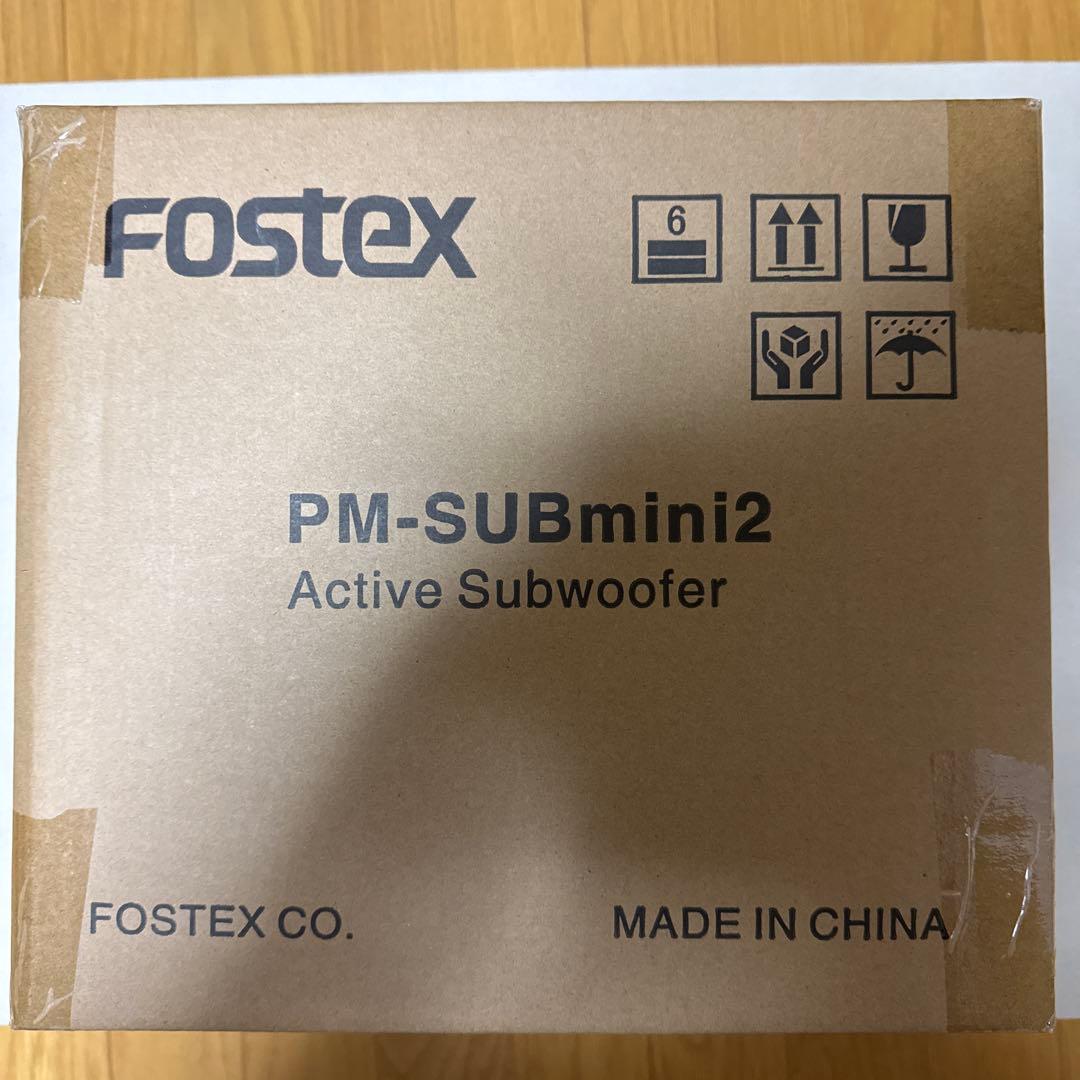 Fostex
6
PM-SUBmini2
Active Subwoofer
FOSTEX CO.
MADE IN CHINA